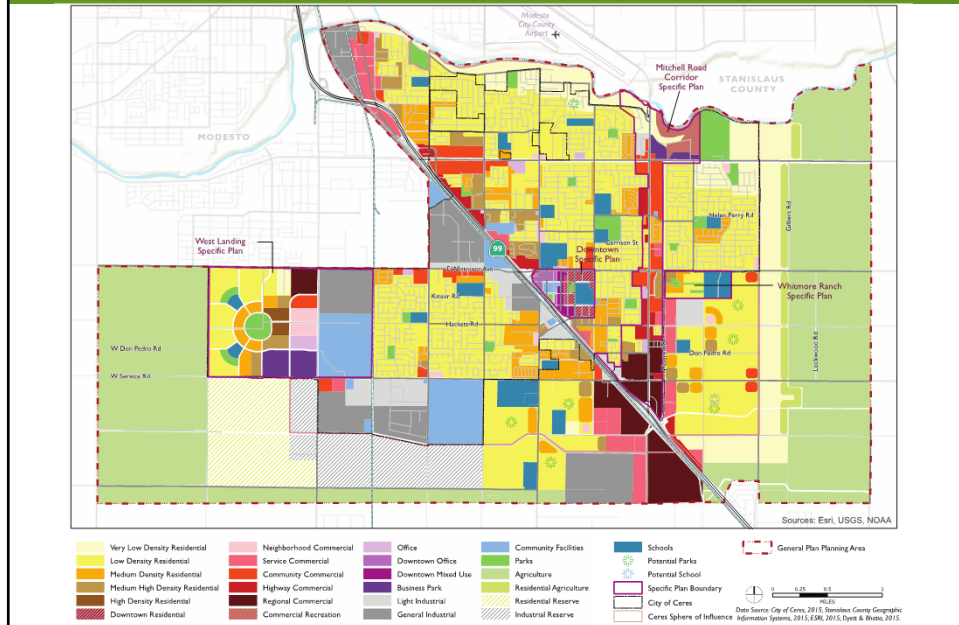 Modesto
City-County
Airport
Mitchell Road
Corridor
Specific Plan
STANISLAUS
COUNTY
MODESTO
Helen Perry Rd
Gilbert Rd
West Landing
Specific Plan
99
Garrison St
Downtown
Specific Plan
E Whitmore Ave
Whitmore Ranch
Specific Plan
Kinser Rd
Hackett Rd
W Don Pedro Rd
Don Pedro Rd
Lockwood Rd
W Service Rd
Sources: Esri, USGS, NOAA
Very Low Density Residential
Low Density Residential
Medium Density Residential
Medium High Density Residential
High Density Residential
Downtown Residential
Neighborhood Commercial
Service Commercial
Community Commercial
Highway Commercial
Regional Commercial
Commercial Recreation
Office
Downtown Office
Downtown Mixed Use
Business Park
Light Industrial
General Industrial
Community Facilities
Parks
Agriculture
Residential Agriculture
Residential Reserve
Industrial Reserve
Schools
Potential Parks
Potential School
Specific Plan Boundary
City of Ceres
Ceres Sphere of Influence
General Plan Planning Area
0 0.25 0.5 1
MILES
Data Source: City of Ceres, 2015; Stanislaus County Geographic
Information Systems, 2015; ESRI, 2015; Dyett & Bhatia, 2015.